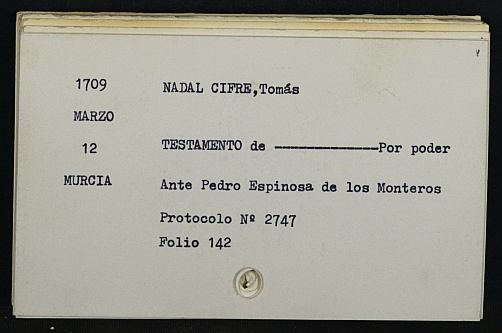 1709 NADAL CIFRE,Tomás
MARZO
12 TESTAMENTO de ---------------Por poder
MURCIA Ante Pedro Espinosa de los Monteros
Protocolo Nº 2747
Folio 142